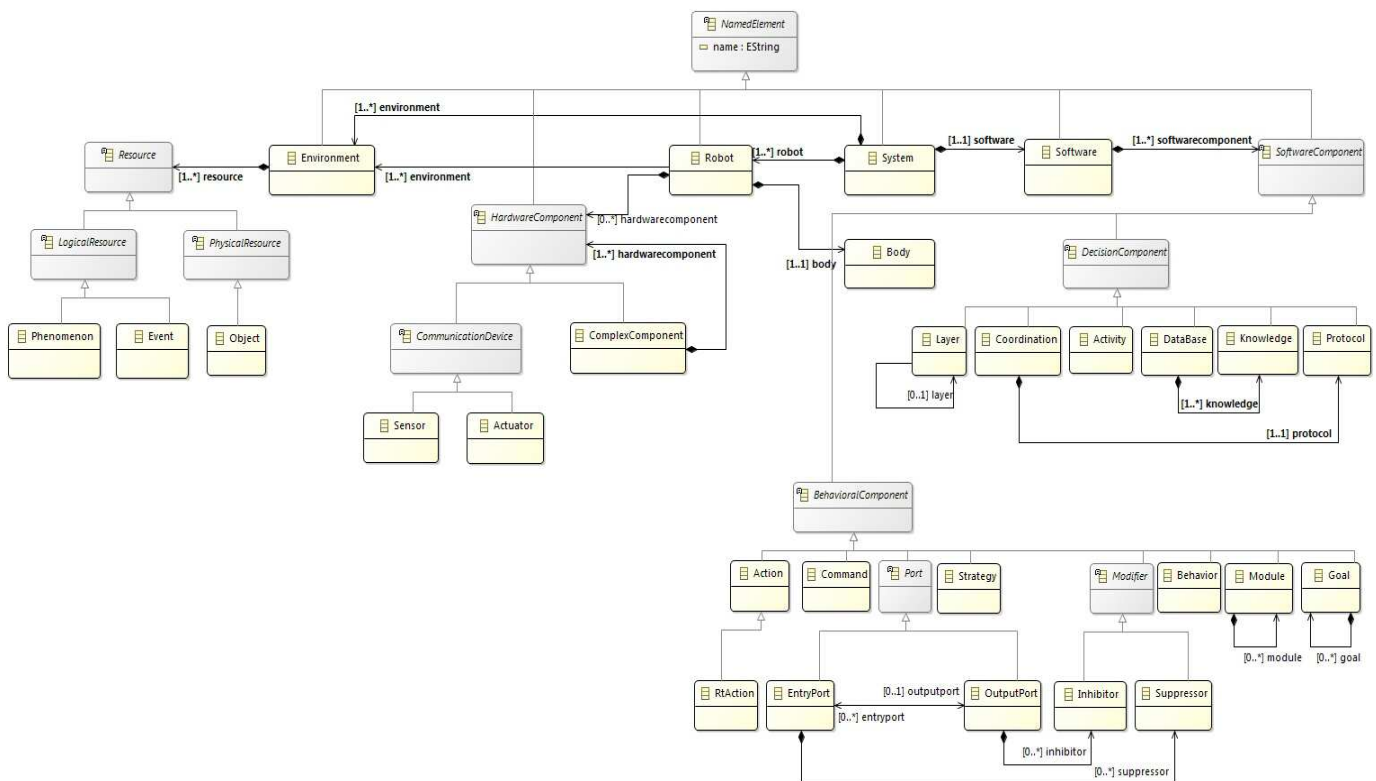 NamedElement
name : EString
[1..*] environment
Resource
Environment
Robot
[1..*] robot
System
[1..1] software
Software
[1..*] softwarecomponent
SoftwareComponent
[1..*] resource
[1..*] environment
LogicalResource
PhysicalResource
HardwareComponent
[0..*] hardwarecomponent
[1..*] hardwarecomponent
Body
[1..1] body
DecisionComponent
Phenomenon
Event
Object
CommunicationDevice
ComplexComponent
Layer
Coordination
Activity
DataBase
Knowledge
Protocol
[0..1] layer
[1..*] knowledge
[1..1] protocol
Sensor
Actuator
BehavioralComponent
Action
Command
Port
Strategy
Modifier
Behavior
Module
Goal
[0..*] module
[0..*] goal
RtAction
EntryPort
[0..1] outputport
[0..*] entryport
OutputPort
Inhibitor
Suppressor
[0..*] inhibitor
[0..*] suppressor